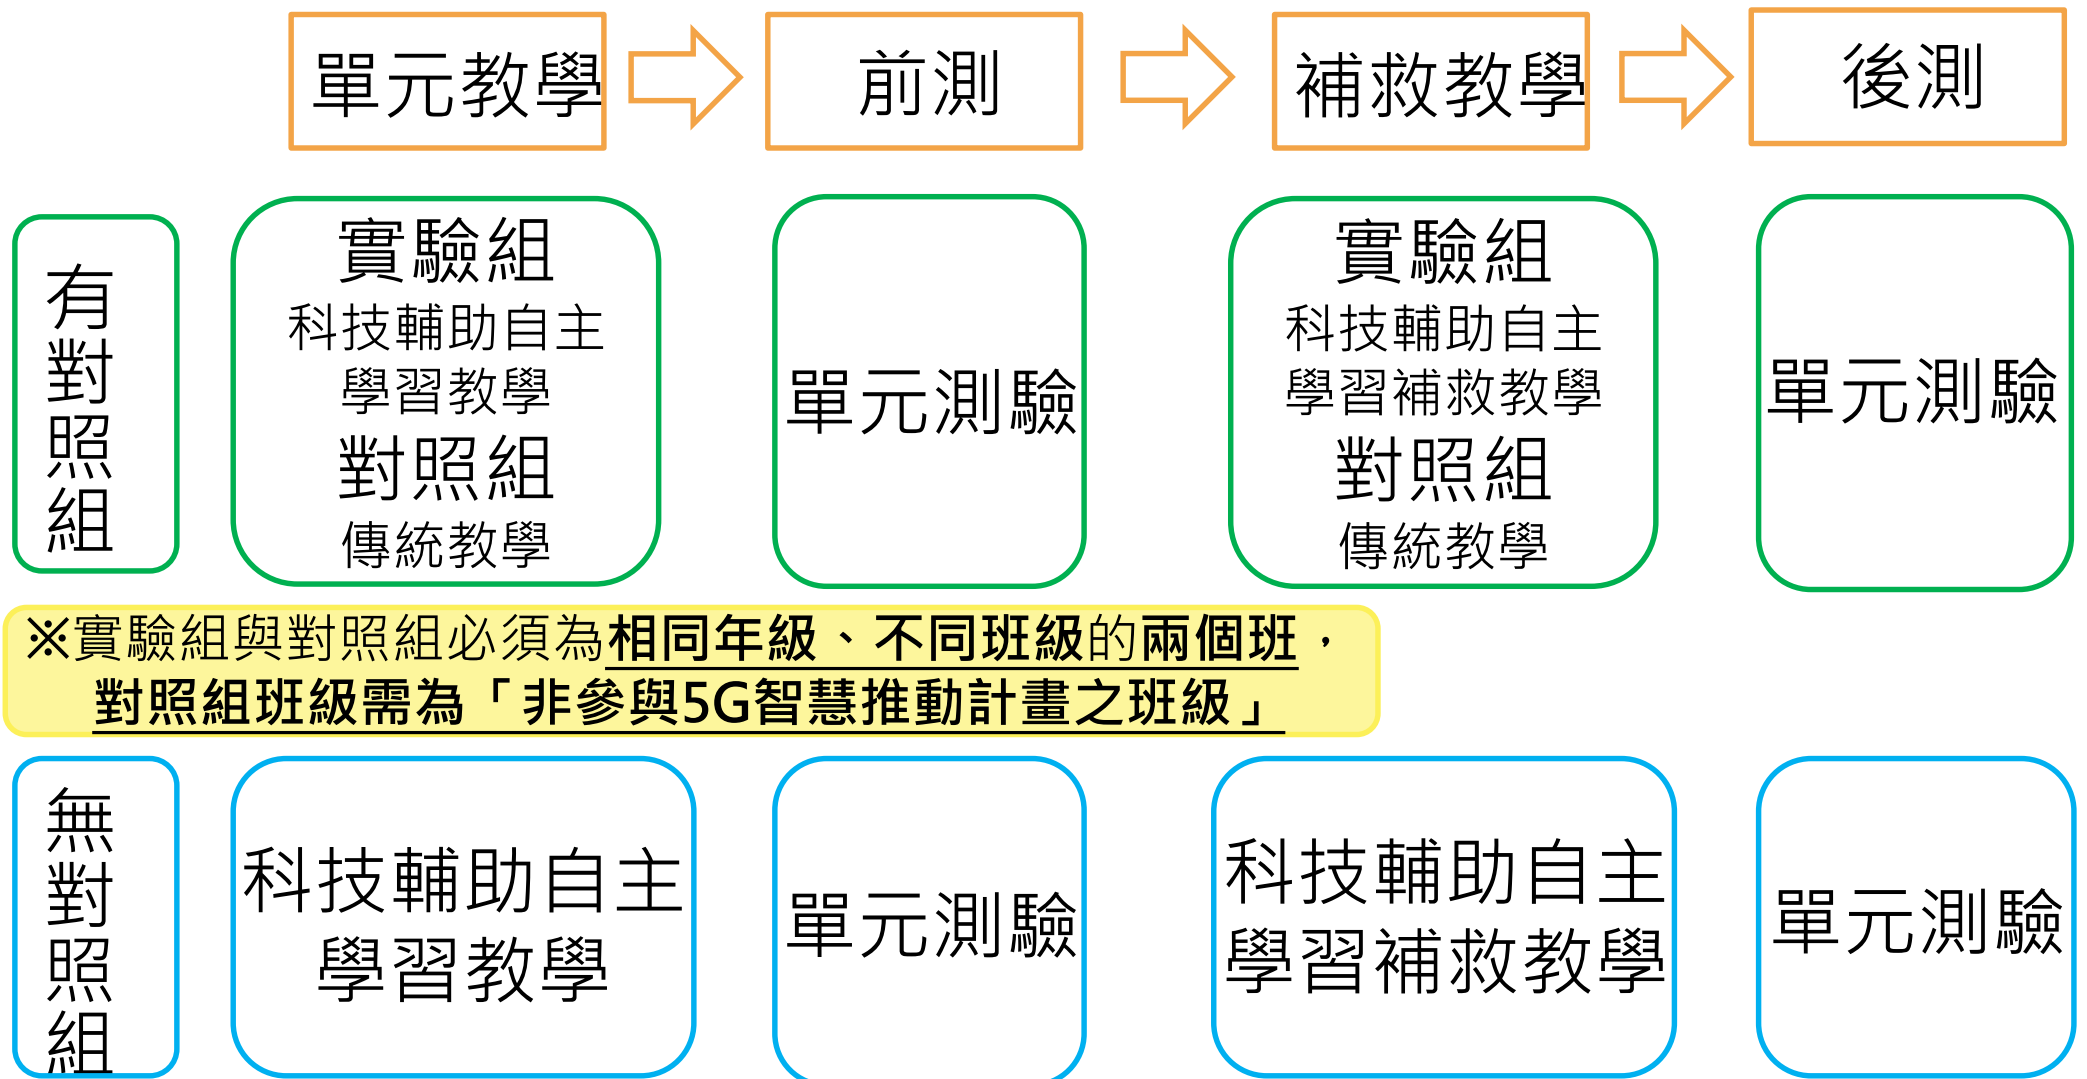 單元教學
前測
補救教學
後測
有對照組
實驗組
科技輔助自主
學習教學
對照組
傳統教學
單元測驗
實驗組
科技輔助自主
學習補救教學
對照組
傳統教學
單元測驗
※實驗組與對照組必須為相同年級、不同班級的兩個班，
對照組班級需為「非參與5G智慧推動計畫之班級」
無對照組
科技輔助自主
學習教學
單元測驗
科技輔助自主
學習補救教學
單元測驗